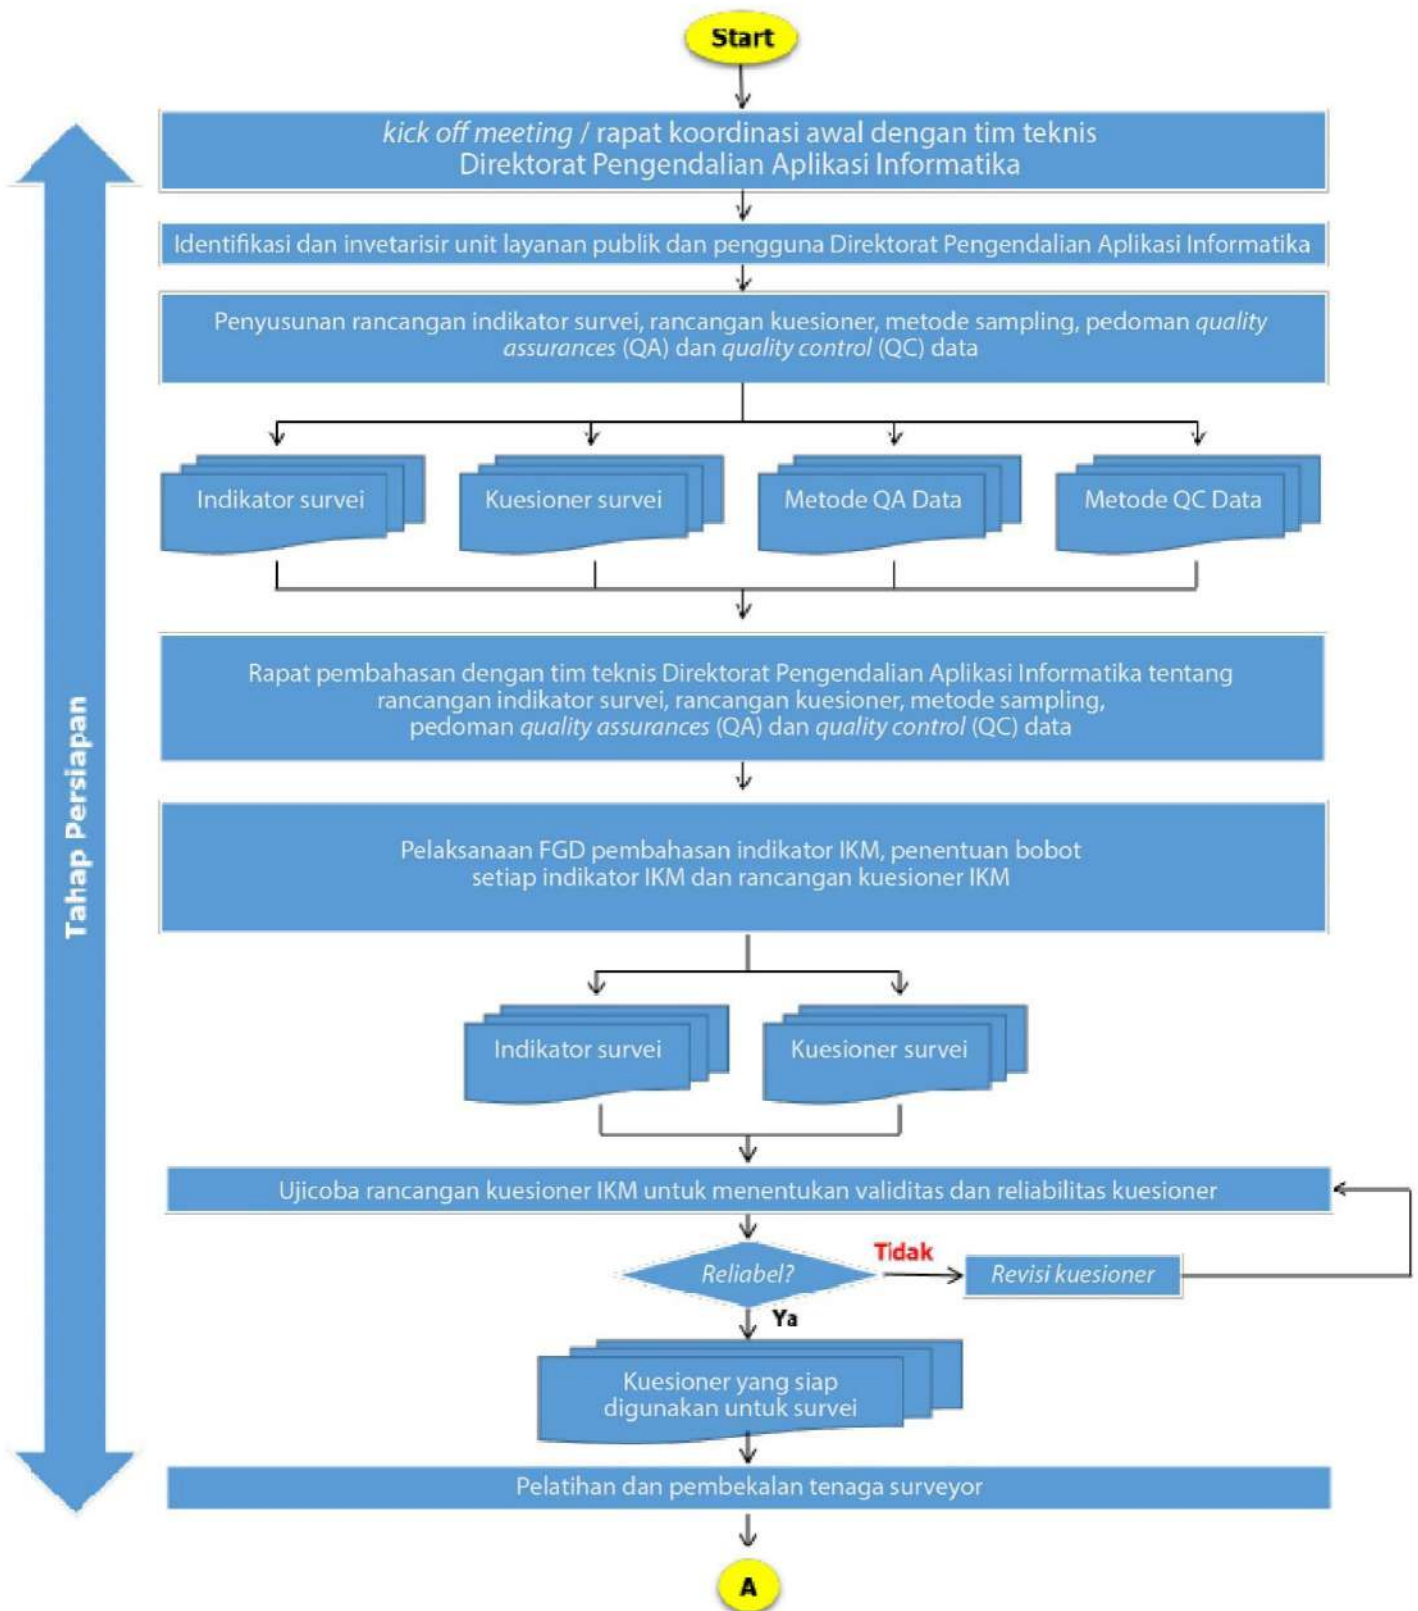 Start
kick off meeting / rapat koordinasi awal dengan tim teknis
Direktorat Pengendalian Aplikasi Informatika
Identifikasi dan invetarisir unit layanan publik dan pengguna Direktorat Pengendalian Aplikasi Informatika
Penyusunan rancangan indikator survei, rancangan kuesioner, metode sampling, pedoman quality
assurances (QA) dan quality control (QC) data
Indikator survei
Kuesioner survei
Metode QA Data
Metode QC Data
Rapat pembahasan dengan tim teknis Direktorat Pengendalian Aplikasi Informatika tentang
rancangan indikator survei, rancangan kuesioner, metode sampling,
pedoman quality assurances (QA) dan quality control (QC) data
Tahap Persiapan
Pelaksanaan FGD pembahasan indikator IKM, penentuan bobot
setiap indikator IKM dan rancangan kuesioner IKM
Indikator survei
Kuesioner survei
Ujicoba rancangan kuesioner IKM untuk menentukan validitas dan reliabilitas kuesioner
Reliabel?
Tidak
Revisi kuesioner
Ya
Kuesioner yang siap
digunakan untuk survei
Pelatihan dan pembekalan tenaga surveyor
A